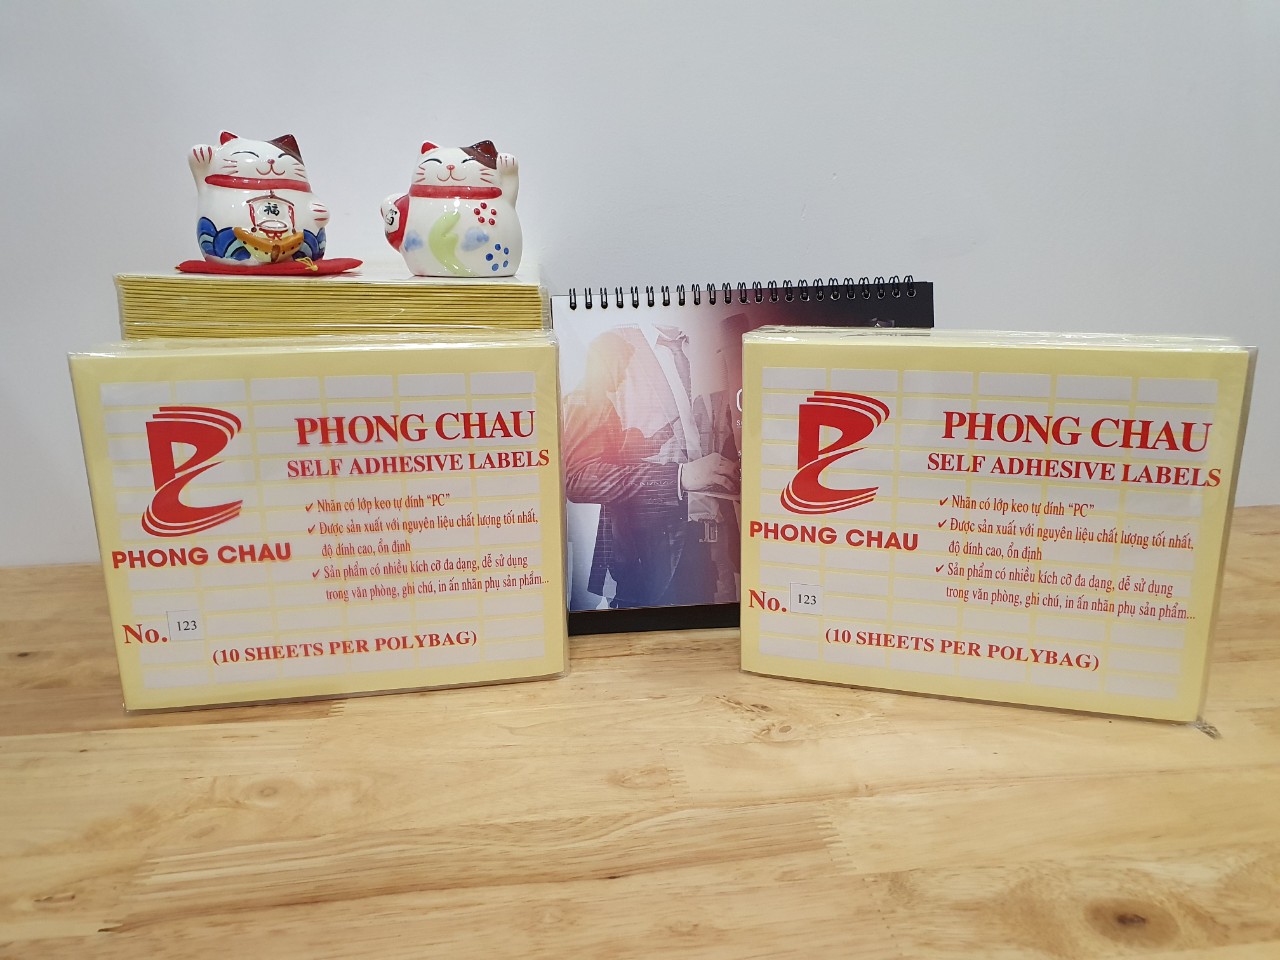 福
PHONG CHAU
SELF ADHESIVE LABELS
✓ Nhãn có lớp keo tự dính “PC”
✓ Được sản xuất với nguyên liệu chất lượng tốt nhất,
độ dính cao, ổn định
✓ Sản phẩm có nhiều kích cỡ đa dạng, dễ sử dụng
trong văn phòng, ghi chú, in ấn nhãn phụ sản phẩm...
PHONG CHAU
No. 123
(10 SHEETS PER POLYBAG)
PHONG CHAU
SELF ADHESIVE LABELS
✓ Nhãn có lớp keo tự dính “PC”
✓ Được sản xuất với nguyên liệu chất lượng tốt nhất,
độ dính cao, ổn định
✓ Sản phẩm có nhiều kích cỡ đa dạng, dễ sử dụng
trong văn phòng, ghi chú, in ấn nhãn phụ sản phẩm...
PHONG CHAU
No. 123
(10 SHEETS PER POLYBAG)